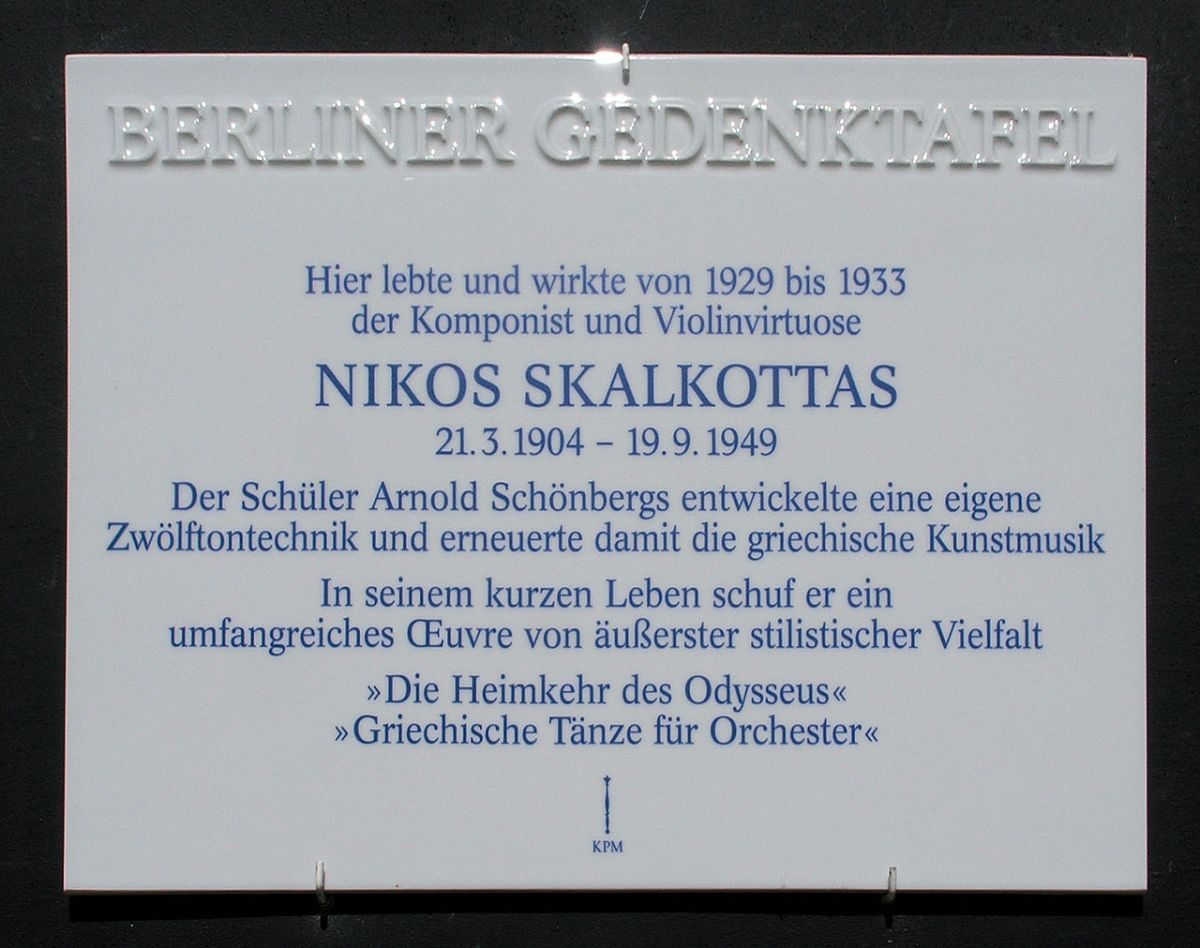 BERLINER GEDENKTAFEL
Hier lebte und wirkte von 1929 bis 1933
der Komponist und Violinvirtuose
NIKOS SKALKOTTAS
21.3.1904 – 19.9.1949
Der Schüler Arnold Schönbergs entwickelte eine eigene
Zwölftontechnik und erneuerte damit die griechische Kunstmusik
In seinem kurzen Leben schuf er ein
umfangreiches Œuvre von äußerster stilistischer Vielfalt
»Die Heimkehr des Odysseus«
»Griechische Tänze für Orchester«
KPM